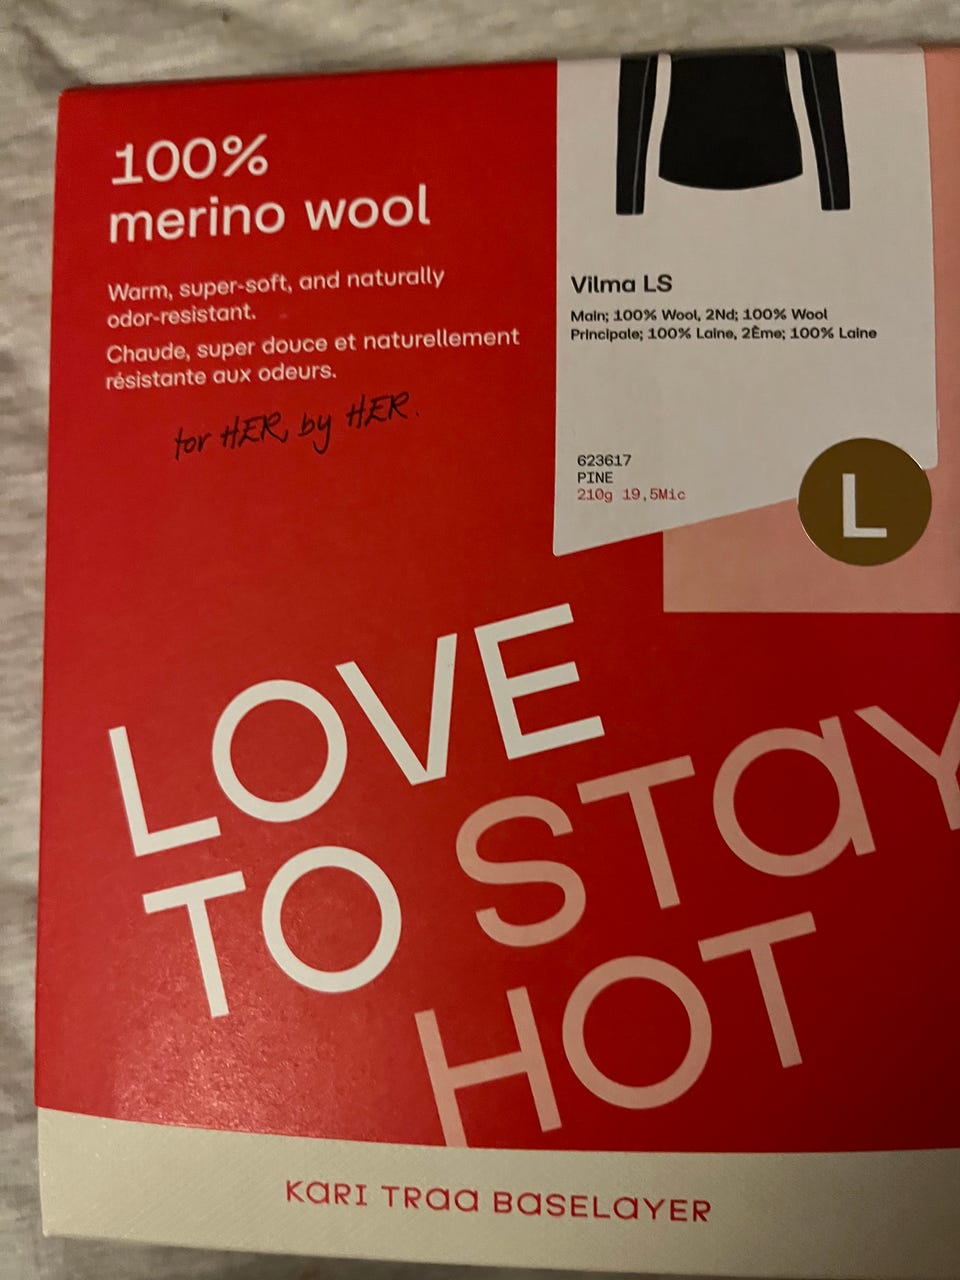 100%
merino wool
Warm, super-soft, and naturally
odor-resistant.
Chaude, super douce et naturellement
résistante aux odeurs.
for HER, by HER.
Vilma LS
Main; 100% Wool, 2Nd; 100% Wool
Principale; 100% Laine, 2Ème; 100% Laine
623617
PINE
210g 19,5Mic
L
LOVE
TO STAY
HOT
KARI TRAA BASELAYER